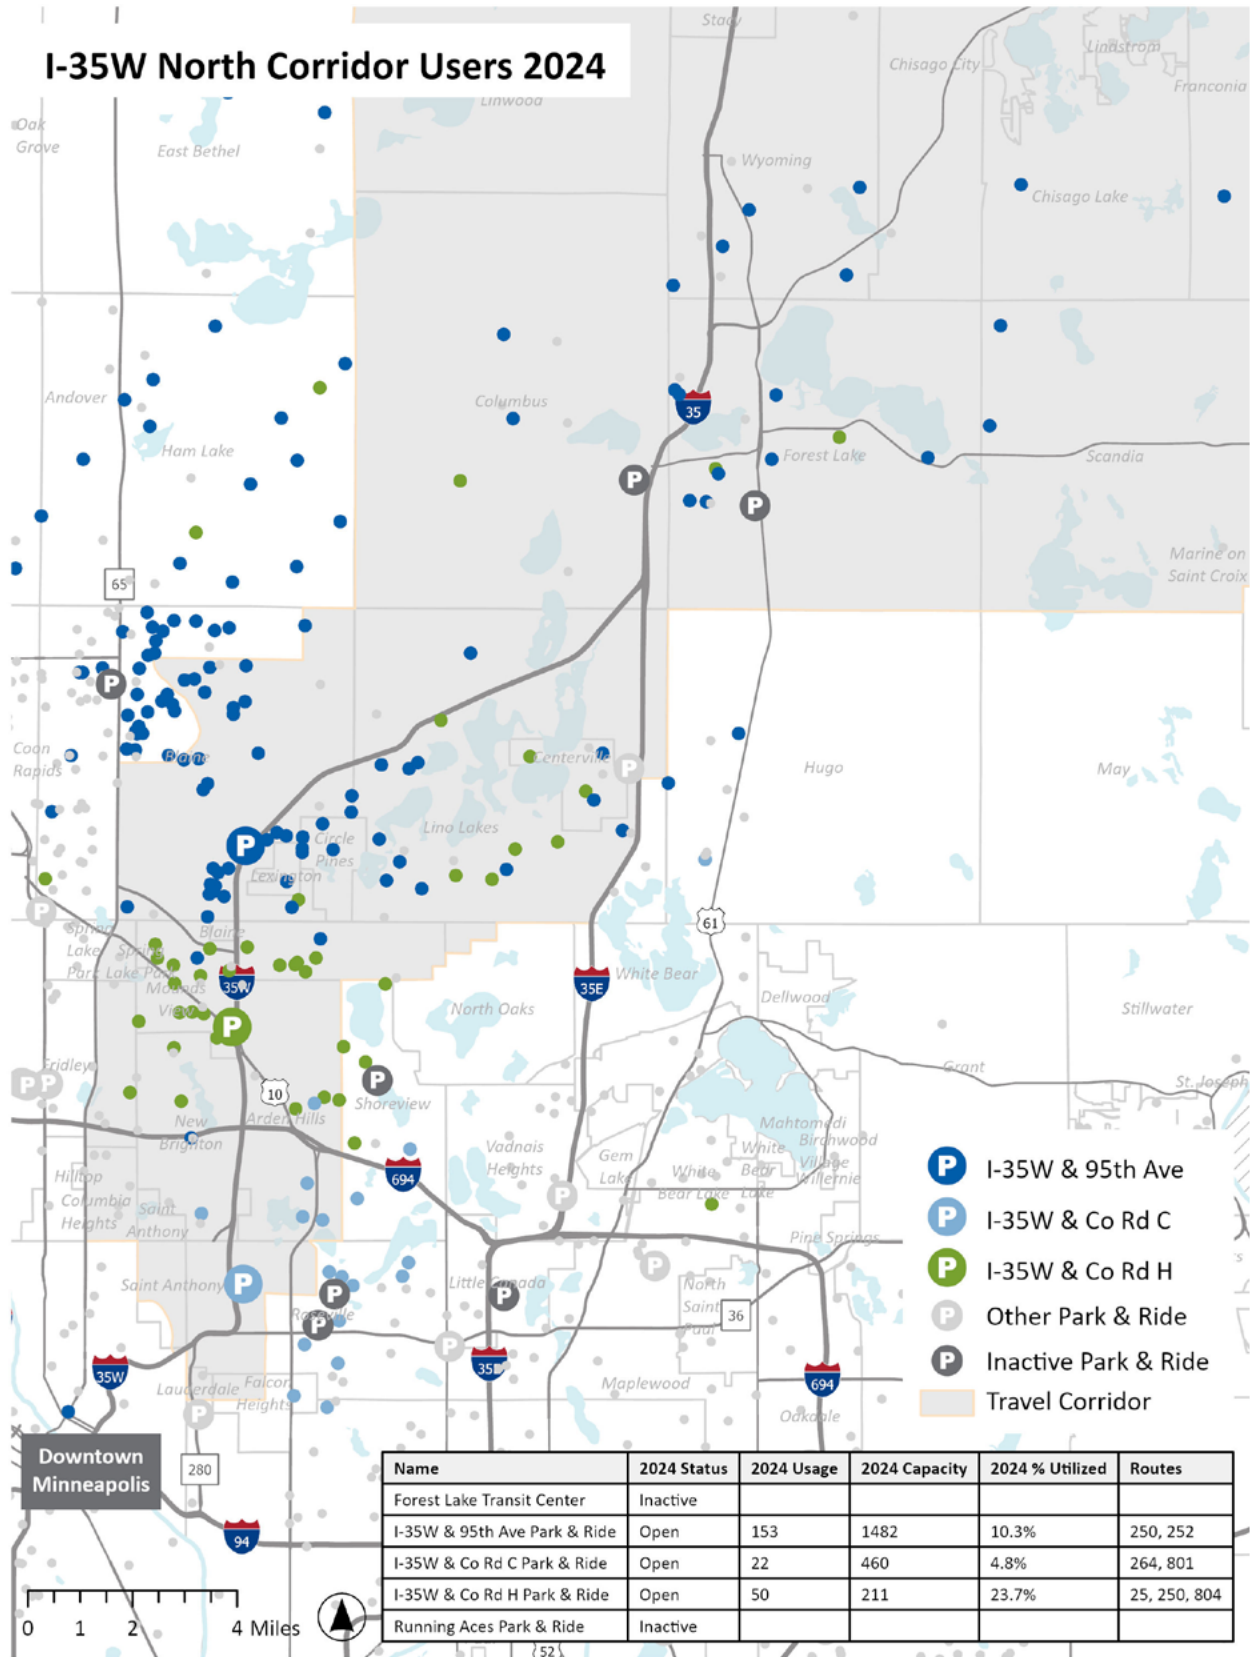 I-35W North Corridor Users 2024
Stacy
Lindstrom
Chisago City
Franconia
Linwood
Oak
Grove
East Bethel
Wyoming
Chisago Lake
Andover
Columbus
35
Ham Lake
Forest Lake
Scandia
P
P
Marine on
Saint Croix
65
P
Coon
Rapids
Blaine
Centerville
P
Hugo
May
P
Circle
Pines
Lino Lakes
Lexington
P
61
Spring
Lake
Park
Spring
Lake Park
Blaine
35W
35E
White Bear
Mounds
View
North Oaks
Dellwood
Stillwater
P
Fridley
P P
10
P
Shoreview
Grant
St. Joseph
New
Brighton
Arden Hills
Mahtomedi
Birchwood
Village
Willernie
Vadnais
Heights
Gem
Lake
White
Bear
Lake
White
Bear Lake
Hilltop
Columbia
Heights
Saint
Anthony
694
P
Pine Springs
P
Saint Anthony
P
P
Roseville
P
Little Canada
P
North
Saint
Paul
36
P
35W
35E
694
Lauderdale
Falcon
Heights
P
Maplewood
Oakdale
P I-35W & 95th Ave
P I-35W & Co Rd C
P I-35W & Co Rd H
P Other Park & Ride
P Inactive Park & Ride
Travel Corridor
Downtown
Minneapolis
280
94
Name 2024 Status 2024 Usage 2024 Capacity 2024 % Utilized Routes
Forest Lake Transit Center Inactive
I-35W & 95th Ave Park & Ride Open 153 1482 10.3% 250, 252
I-35W & Co Rd C Park & Ride Open 22 460 4.8% 264, 801
I-35W & Co Rd H Park & Ride Open 50 211 23.7% 25, 250, 804
Running Aces Park & Ride Inactive
0 1 2 4 Miles
52